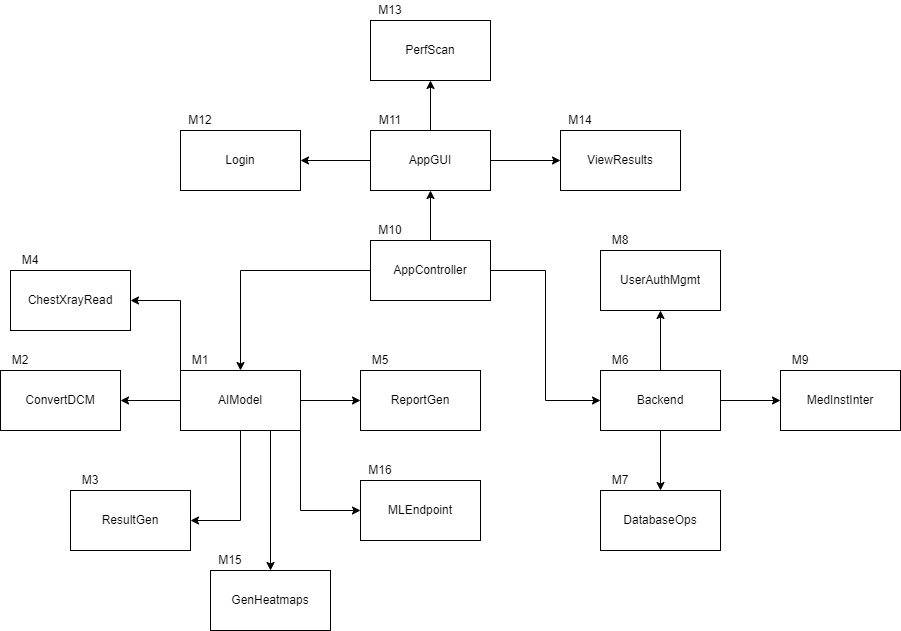 M13
PerfScan
M12
Login
M11
AppGUI
M14
ViewResults
M10
AppController
M8
UserAuthMgmt
M4
ChestXrayRead
M2
ConvertDCM
M1
AIModel
M5
ReportGen
M6
Backend
M9
MedInstInter
M3
ResultGen
M16
MLEndpoint
M7
DatabaseOps
M15
GenHeatmaps